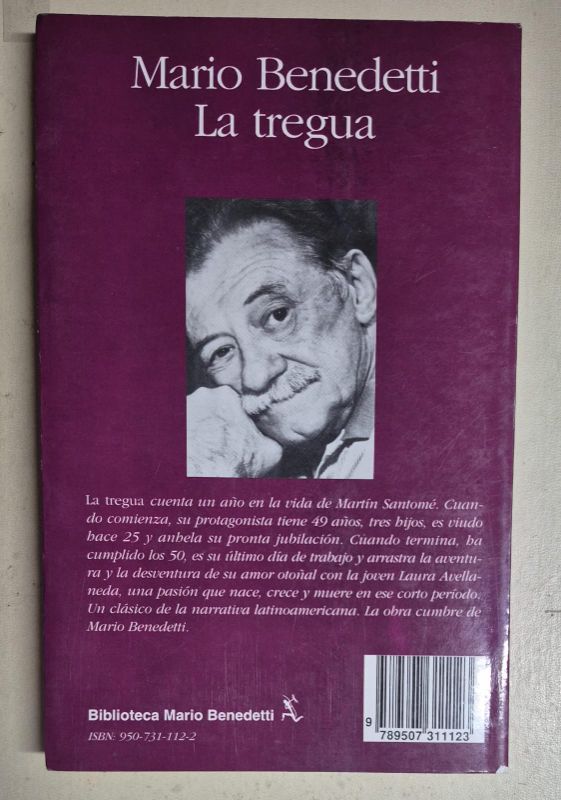 Mario Benedetti
La tregua
La tregua cuenta un año en la vida de Martín Santomé. Cuan-
do comienza, su protagonista tiene 49 años, tres hijos, es viudo
hace 25 y anhela su pronta jubilación. Cuando termina, ha
cumplido los 50, es su último día de trabajo y arrastra la aventu-
ra y la desventura de su amor otoñal con la joven Laura Avella-
neda, una pasión que nace, crece y muere en ese corto período.
Un clásico de la narrativa latinoamericana. La obra cumbre de
Mario Benedetti.
Biblioteca Mario Benedetti
ISBN: 950-731-112-2
9 789507 311123